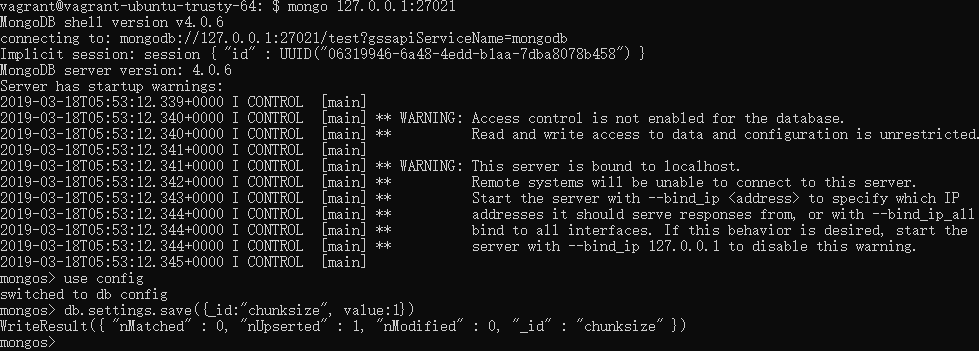 vagrant@vagrant-ubuntu-trusty-64: $ mongo 127.0.0.1:27021
MongoDB shell version v4.0.6
connecting to: mongodb://127.0.0.1:27021/test?gssapiServiceName=mongodb
Implicit session: session { "id" : UUID("06319946-6a48-4edd-b1aa-7dba8078b458") }
MongoDB server version: 4.0.6
Server has startup warnings:
2019-03-18T05:53:12.339+0000 I CONTROL  [main]
2019-03-18T05:53:12.340+0000 I CONTROL  [main] ** WARNING: Access control is not enabled for the database.
2019-03-18T05:53:12.340+0000 I CONTROL  [main] **          Read and write access to data and configuration is unrestricted.
2019-03-18T05:53:12.341+0000 I CONTROL  [main]
2019-03-18T05:53:12.341+0000 I CONTROL  [main] ** WARNING: This server is bound to localhost.
2019-03-18T05:53:12.342+0000 I CONTROL  [main] **          Remote systems will be unable to connect to this server.
2019-03-18T05:53:12.343+0000 I CONTROL  [main] **          Start the server with --bind_ip <address> to specify which IP
2019-03-18T05:53:12.344+0000 I CONTROL  [main] **          addresses it should serve responses from, or with --bind_ip_all
2019-03-18T05:53:12.344+0000 I CONTROL  [main] **          bind to all interfaces. If this behavior is desired, start the
2019-03-18T05:53:12.344+0000 I CONTROL  [main] **          server with --bind_ip 127.0.0.1 to disable this warning.
2019-03-18T05:53:12.345+0000 I CONTROL  [main]
mongos> use config
switched to db config
mongos> db.settings.save({_id:"chunksize", value:1})
WriteResult({ "nMatched" : 0, "nUpserted" : 1, "nModified" : 0, "_id" : "chunksize" })
mongos>